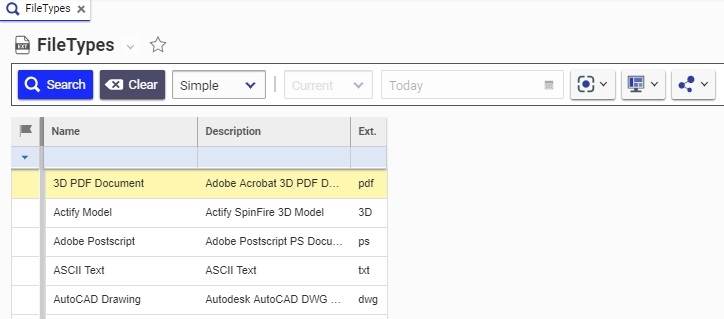 FileTypes ×
EXT FileTypes
Search Clear Simple Current Today
Name Description Ext.
3D PDF Document Adobe Acrobat 3D PDF D... pdf
Actify Model Actify SpinFire 3D Model 3D
Adobe Postscript Adobe Postscript PS Docu... ps
ASCII Text ASCII Text txt
AutoCAD Drawing Autodesk AutoCAD DWG ... dwg